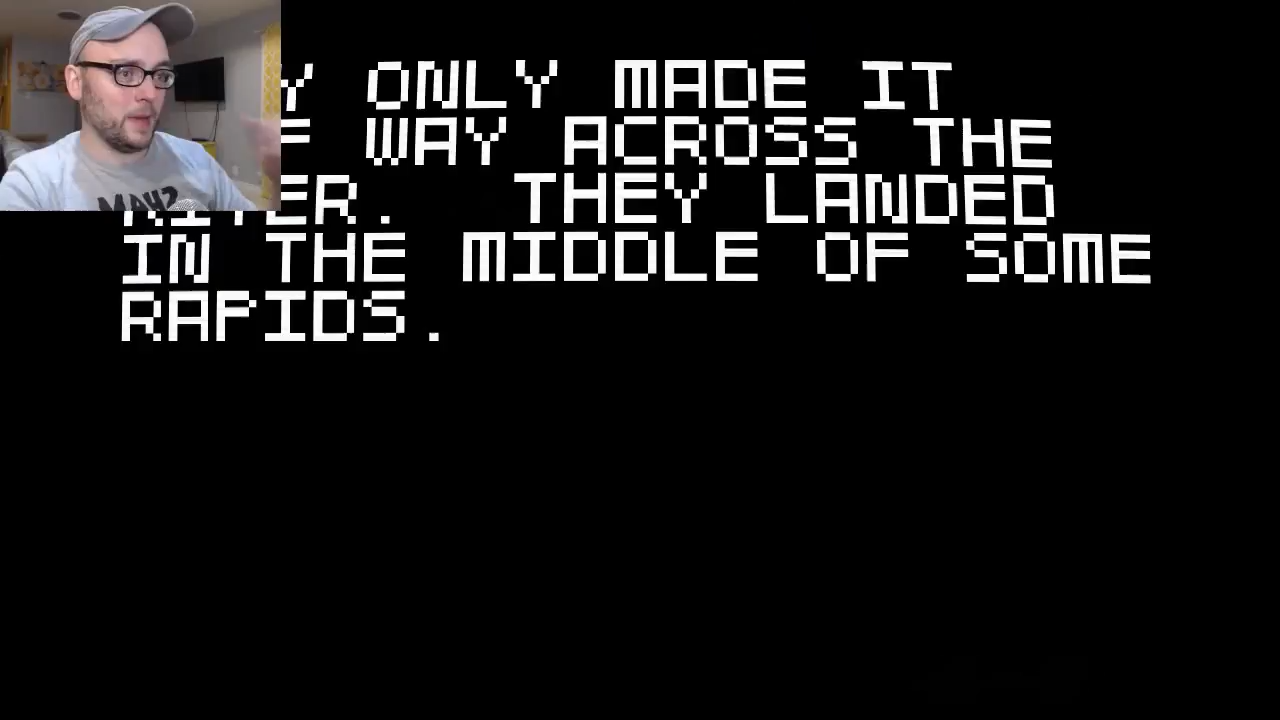 ONLY MADE IT
WAY ACROSS THE
THEY LANDED
IN THE MIDDLE OF SOME
RAPIDS.